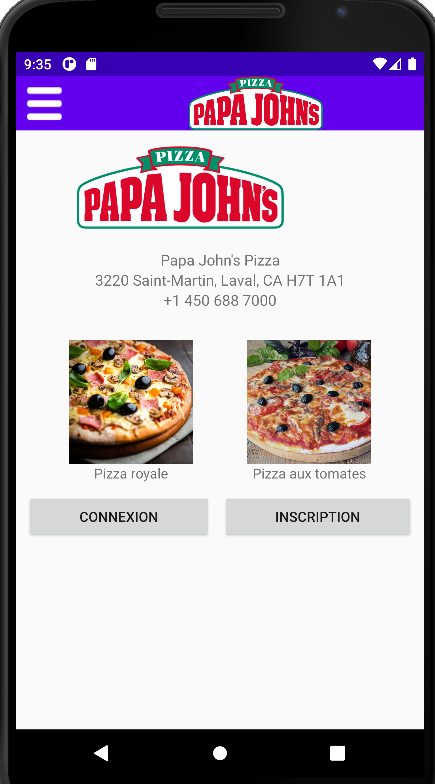 9:35
PIZZA
PAPA JOHN'S
PIZZA
PAPA JOHN'S
Papa John's Pizza
3220 Saint-Martin, Laval, CA H7T 1A1
+1 450 688 7000
Pizza royale
Pizza aux tomates
CONNEXION
INSCRIPTION